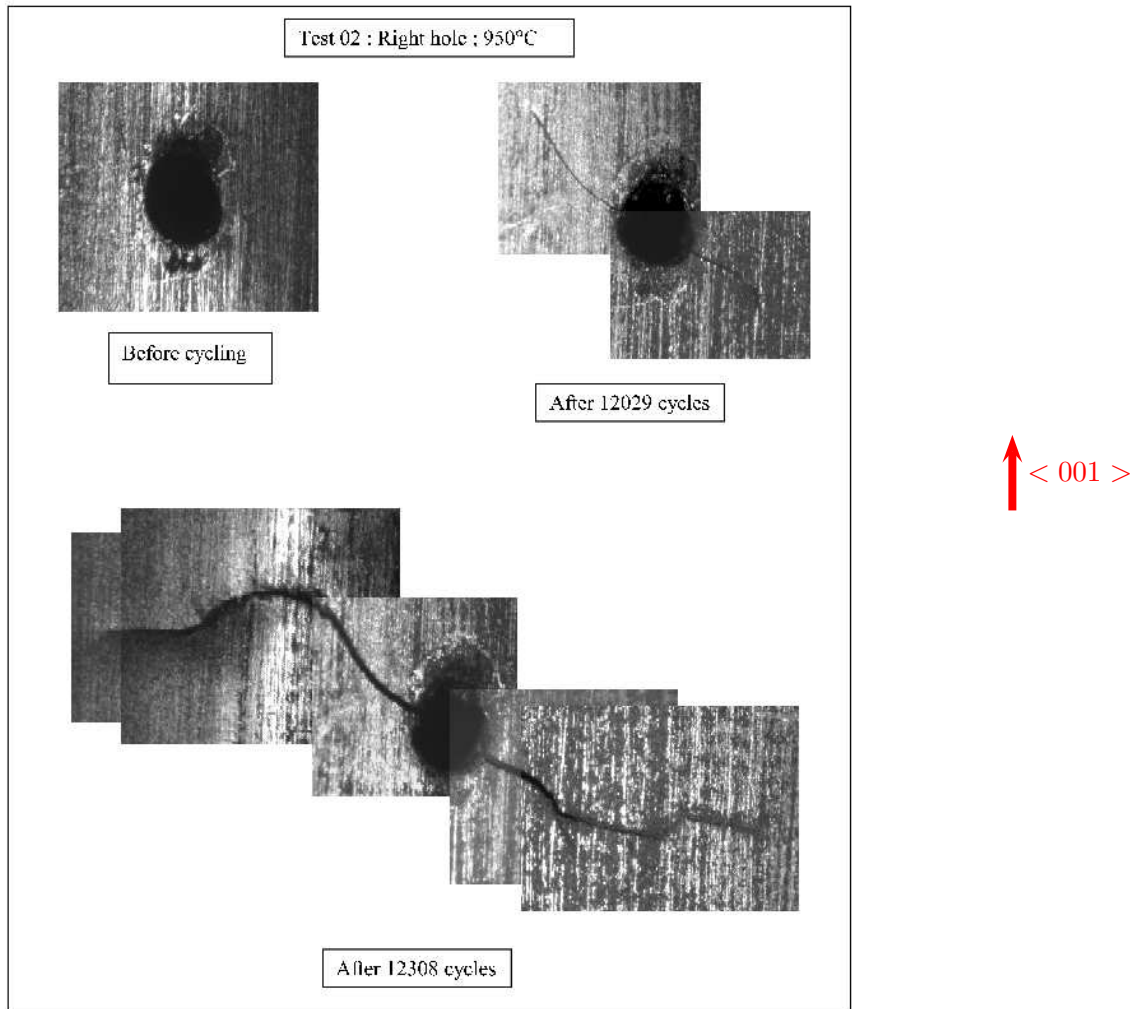 Test 02 : Right hole ; 950°C
Before cycling
After 12029 cycles
< 001 >
After 12308 cycles